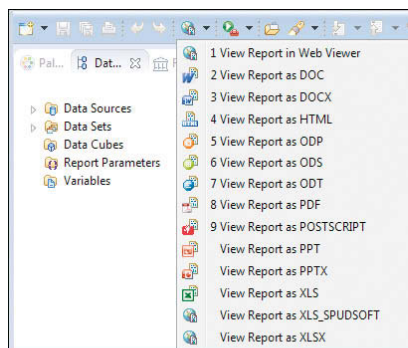 Pal...
Dat...
1 View Report in Web Viewer
2 View Report as DOC
3 View Report as DOCX
4 View Report as HTML
5 View Report as ODP
6 View Report as ODS
7 View Report as ODT
8 View Report as PDF
9 View Report as POSTSCRIPT
View Report as PPT
View Report as PPTX
View Report as XLS
View Report as XLS_SPUDSOFT
View Report as XLSX
Data Sources
Data Sets
Data Cubes
Report Parameters
Variables